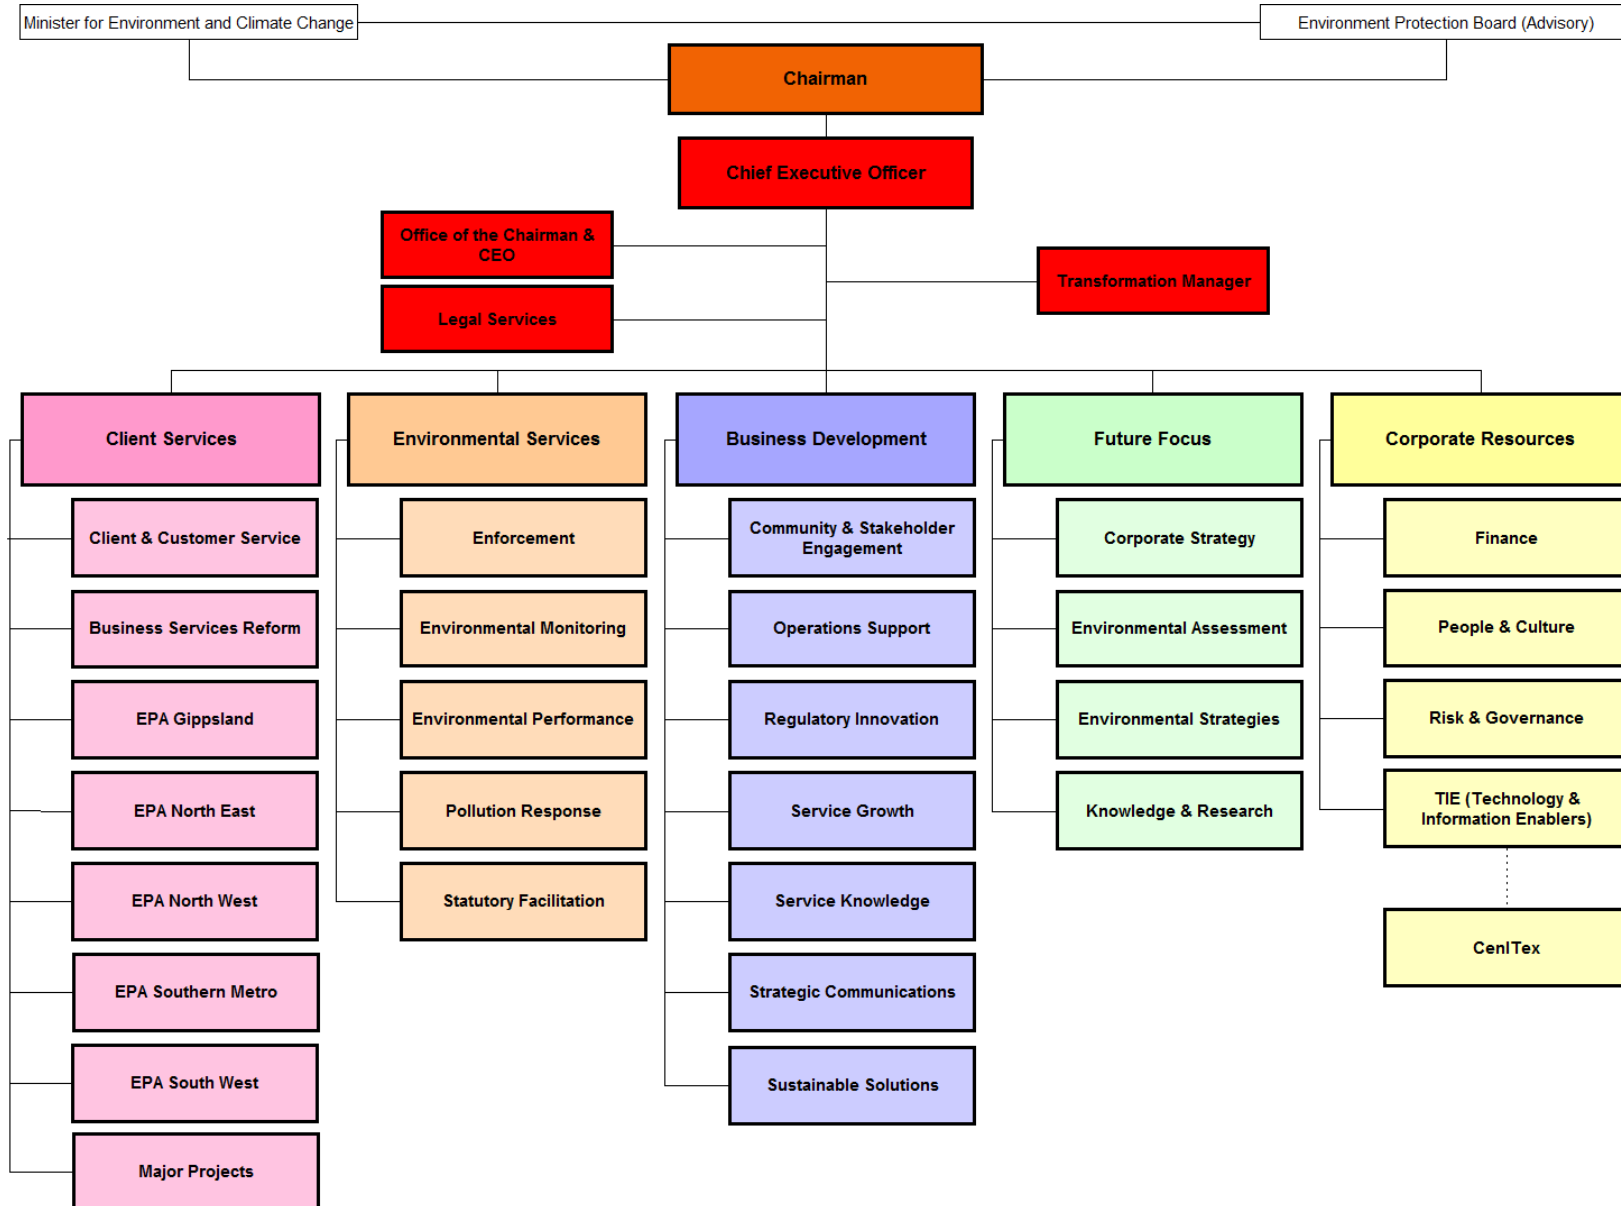 Minister for Environment and Climate Change
Environment Protection Board (Advisory)
Chairman
Chief Executive Officer
Office of the Chairman &
CEO
Transformation Manager
Legal Services
Client Services
Environmental Services
Business Development
Future Focus
Corporate Resources
Client & Customer Service
Business Services Reform
EPA Gippsland
EPA North East
EPA North West
EPA Southern Metro
EPA South West
Major Projects
Enforcement
Environmental Monitoring
Environmental Performance
Pollution Response
Statutory Facilitation
Community & Stakeholder
Engagement
Operations Support
Regulatory Innovation
Service Growth
Service Knowledge
Strategic Communications
Sustainable Solutions
Corporate Strategy
Environmental Assessment
Environmental Strategies
Knowledge & Research
Finance
People & Culture
Risk & Governance
TIE (Technology &
Information Enablers)
CenITex